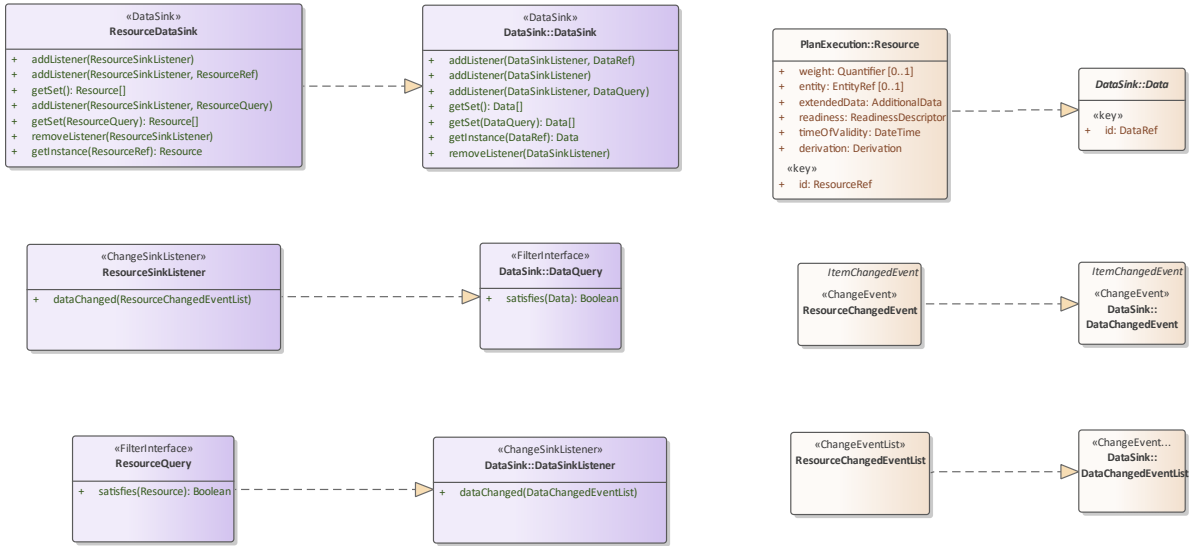 «DataSink»
ResourceDataSink
+ addListener(ResourceSinkListener)
+ addListener(ResourceSinkListener, ResourceRef)
+ getSet(): Resource[]
+ addListener(ResourceSinkListener, ResourceQuery)
+ getSet(ResourceQuery): Resource[]
+ removeListener(ResourceSinkListener)
+ getInstance(ResourceRef): Resource
«DataSink»
DataSink::DataSink
+ addListener(DataSinkListener, DataRef)
+ addListener(DataSinkListener)
+ addListener(DataSinkListener, DataQuery)
+ getSet(): Data[]
+ getSet(DataQuery): Data[]
+ getInstance(DataRef): Data
+ removeListener(DataSinkListener)
PlanExecution::Resource
+ weight: Quantifier [0..1]
+ entity: EntityRef [0..1]
+ extendedData: AdditionalData
+ readiness: ReadinessDescriptor
+ timeOfValidity: DateTime
+ derivation: Derivation
«key»
+ id: ResourceRef
DataSink::Data
«key»
+ id: DataRef
«ChangeSinkListener»
ResourceSinkListener
+ dataChanged(ResourceChangedEventList)
«FilterInterface»
DataSink::DataQuery
+ satisfies(Data): Boolean
ItemChangedEvent
«ChangeEvent»
ResourceChangedEvent
ItemChangedEvent
«ChangeEvent»
DataSink::
DataChangedEvent
«FilterInterface»
ResourceQuery
+ satisfies(Resource): Boolean
«ChangeSinkListener»
DataSink::DataSinkListener
+ dataChanged(DataChangedEventList)
«ChangeEventList»
ResourceChangedEventList
«ChangeEvent...
DataSink::
DataChangedEventList